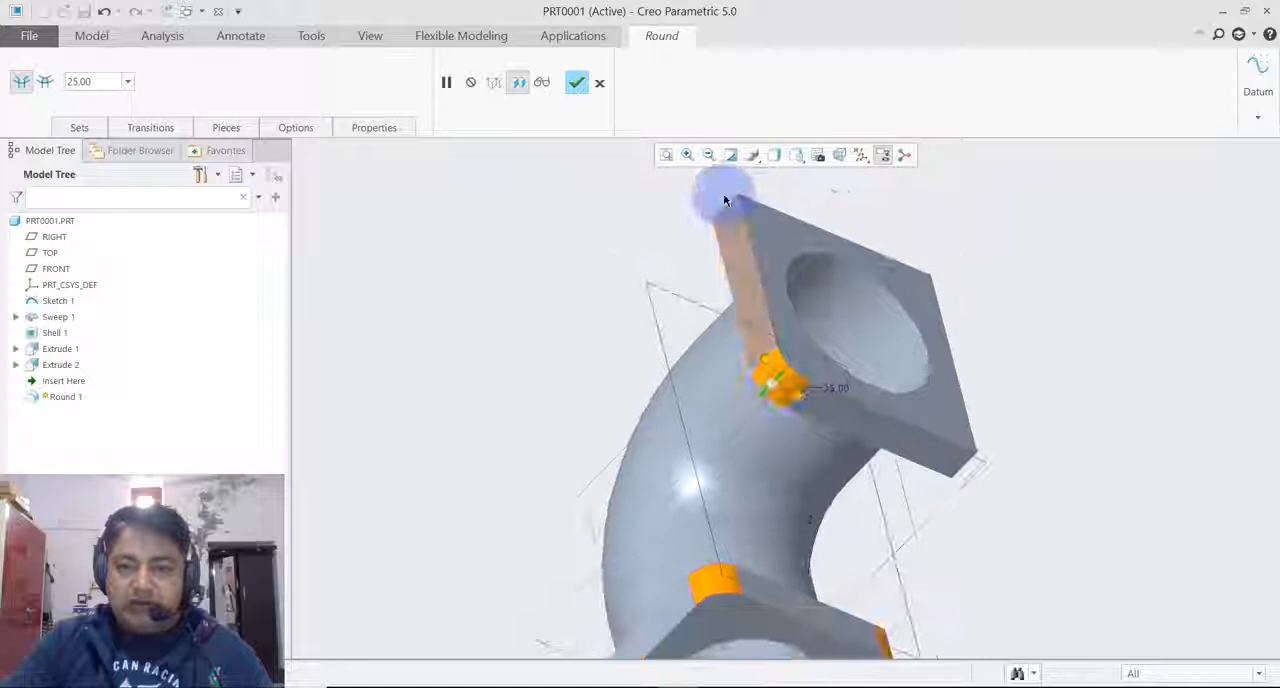 PRT0001 (Active) - Creo Parametric 5.0
File Model Analysis Annotate Tools View Flexible Modeling Applications Round
25.00
Datum
Sets Transitions Pieces Options Properties
Model Tree Folder Browser Favorites
Model Tree
PRT0001.PRT
RIGHT
TOP
FRONT
PRT_CSYS_DEF
Sketch 1
Sweep 1
Shell 1
Extrude 1
Extrude 2
Insert Here
Round 1
2
CAN RACIN
All